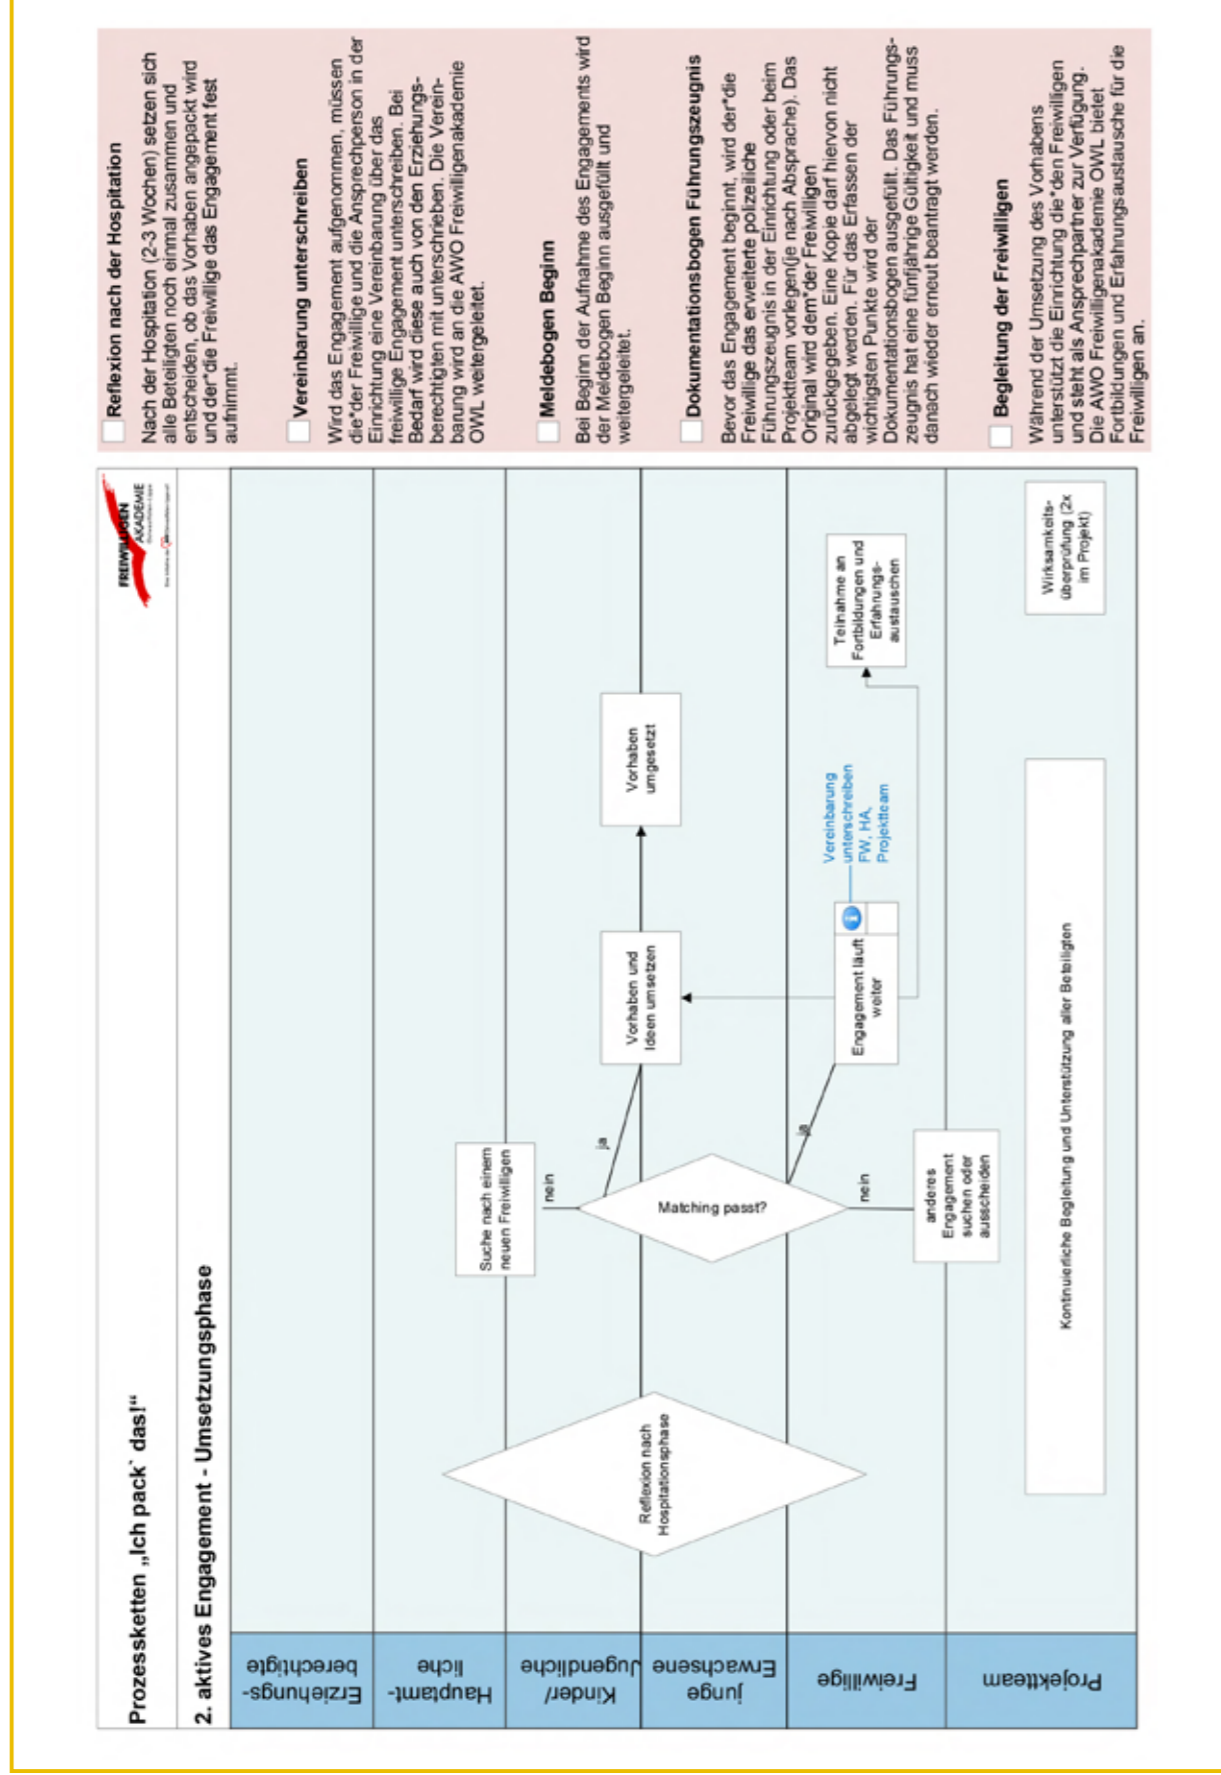 Prozessketten „Ich pack` das!“
FREIWILLIGEN
AKADEMIE
2. aktives Engagement - Umsetzungsphase
Erziehungs-
berechtigte
Hauptamt-
liche
Kinder/
Jugendliche
junge
Erwachsene
Freiwillige
Projektteam
Reflexion nach
Hospitationsphase
Suche nach einem
neuen Freiwilligen
nein
ja
Matching passt?
ja
nein
anderes
Engagement
suchen oder
ausscheiden
Vorhaben und
Ideen umsetzen
Engagement läuft
weiter
Vereinbarung
unterschreiben
FW, HA,
Projektteam
Vorhaben
umgesetzt
Teilnahme an
Fortbildungen und
Erfahrungs-
austauschen
Kontinuierliche Begleitung und Unterstützung aller Beteiligten
Wirksamkeits-
überprüfung (2x
im Projekt)
Reflexion nach der Hospitation
Nach der Hospitation (2-3 Wochen) setzen sich
alle Beteiligten noch einmal zusammen und
entscheiden, ob das Vorhaben angepackt wird
und der*die Freiwillige das Engagement fest
aufnimmt.
Vereinbarung unterschreiben
Wird das Engagement aufgenommen, müssen
die*der Freiwillige und die Ansprechperson in der
Einrichtung eine Vereinbarung über das
freiwillige Engagement unterschreiben. Bei
Bedarf wird diese auch von den Erziehungs-
berechtigten mit unterschrieben. Die Verein-
barung wird an die AWO Freiwilligenakademie
OWL weitergeleitet.
Meldebogen Beginn
Bei Beginn der Aufnahme des Engagements wird
der Meldebogen Beginn ausgefüllt und
weitergeleitet.
Dokumentationsbogen Führungszeugnis
Bevor das Engagement beginnt, wird der*die
Freiwillige das erweiterte polizeiliche
Führungszeugnis in der Einrichtung oder beim
Projektteam vorlegen(je nach Absprache). Das
Original wird dem*der Freiwilligen
zurückgegeben. Eine Kopie darf hiervon nicht
abgelegt werden. Für das Erfassen der
wichtigsten Punkte wird der
Dokumentationsbogen ausgefüllt. Das Führungs-
zeugnis hat eine fünfjährige Gültigkeit und muss
danach wieder erneut beantragt werden.
Begleitung der Freiwilligen
Während der Umsetzung des Vorhabens
unterstützt die Einrichtung die*den Freiwilligen
und steht als Ansprechpartner zur Verfügung.
Die AWO Freiwilligenakademie OWL bietet
Fortbildungen und Erfahrungsaustausche für die
Freiwilligen an.